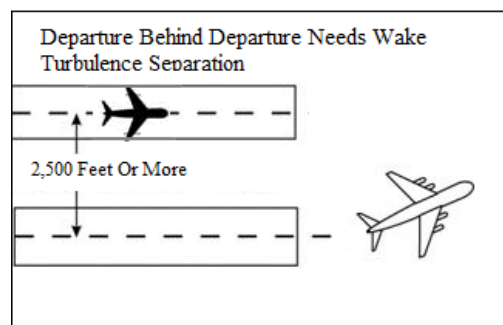 Departure Behind Departure Needs Wake
Turbulence Separation
2,500 Feet Or More